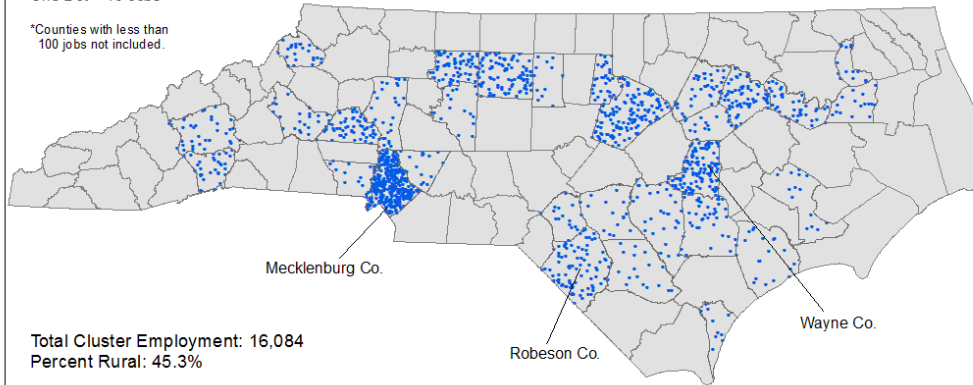 *Counties with less than
100 jobs not included.
Mecklenburg Co.
Wayne Co.
Robeson Co.
Total Cluster Employment: 16,084
Percent Rural: 45.3%